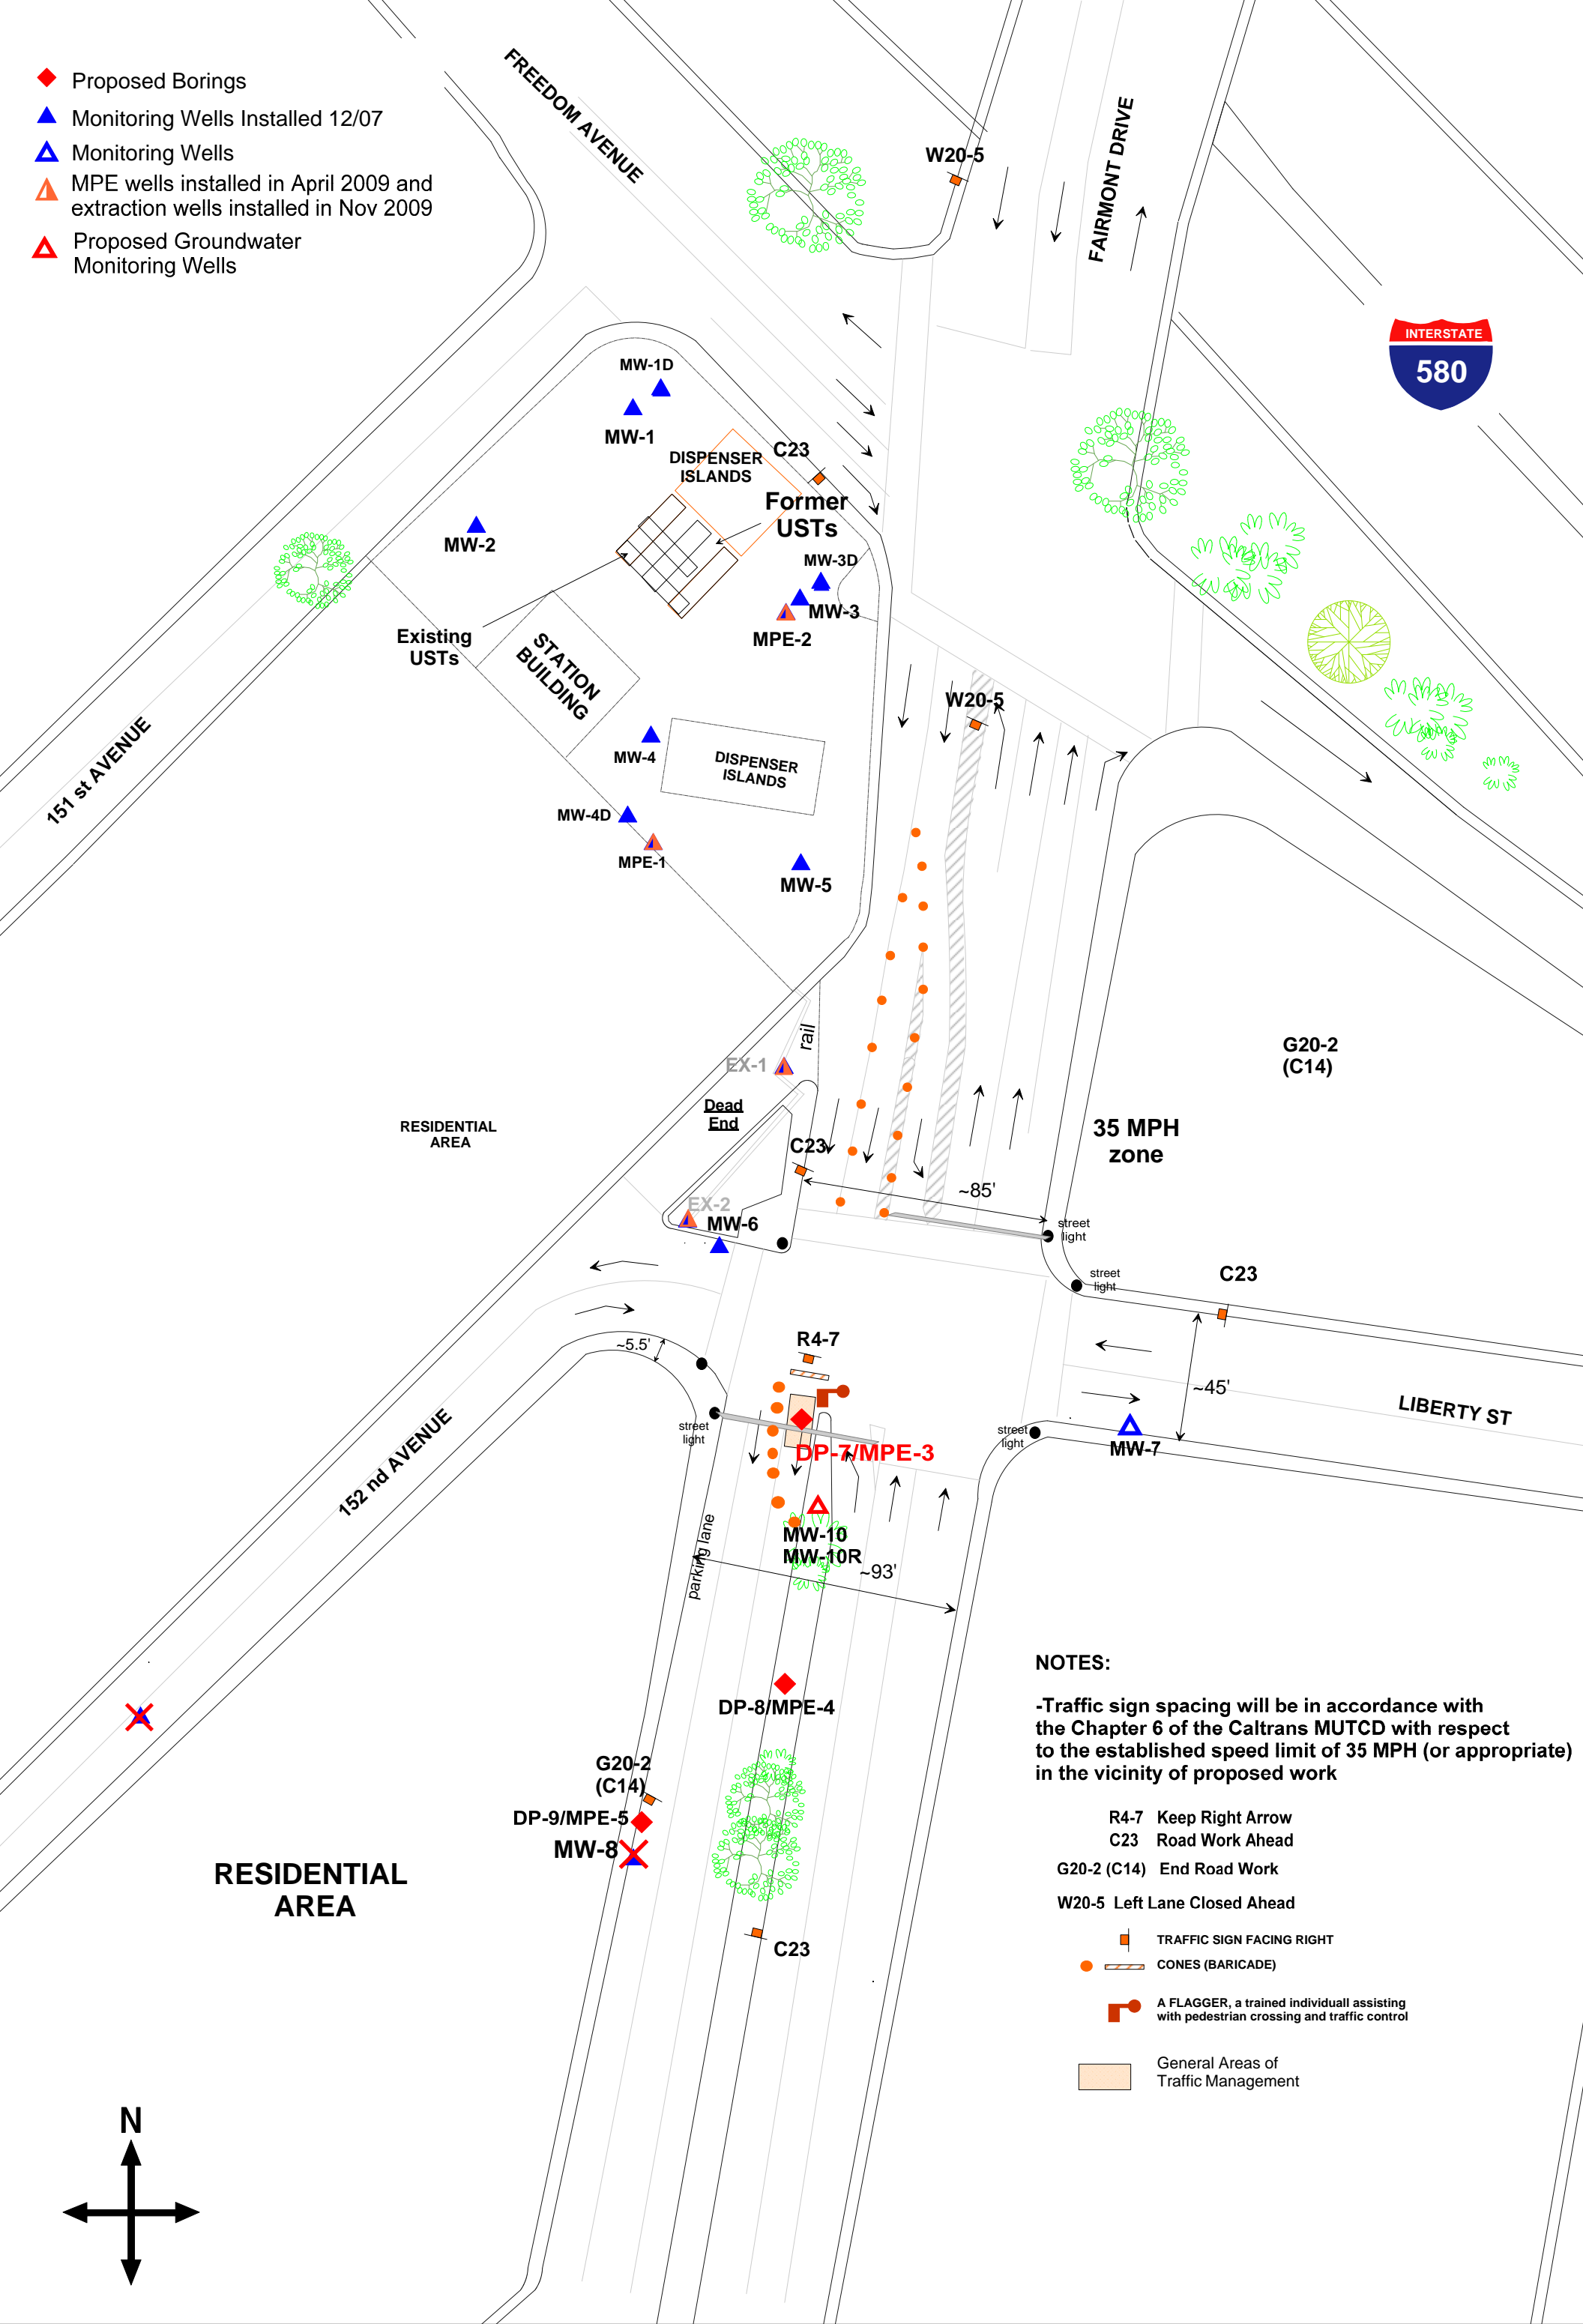 Proposed Borings
Monitoring Wells Installed 12/07
Monitoring Wells
MPE wells installed in April 2009 and
extraction wells installed in Nov 2009
Proposed Groundwater
Monitoring Wells
FREEDOM AVENUE
W20-5
FAIRMONT DRIVE
INTERSTATE
580
MW-1D
MW-1
DISPENSER
ISLANDS
C23
Former
USTs
MW-2
MW-3D
MW-3
MPE-2
Existing
USTs
STATION
BUILDING
W20-5
151 st AVENUE
MW-4
DISPENSER
ISLANDS
MW-4D
MPE-1
MW-5
rail
EX-1
G20-2
(C14)
Dead
End
RESIDENTIAL
AREA
35 MPH
zone
C23
~85'
EX-2
MW-6
street
light
street
light
C23
R4-7
~5.5'
~45'
LIBERTY ST
street
light
street
light
MW-7
DP-7/MPE-3
152 nd AVENUE
parking lane
MW-10
MW-10R
~93'
NOTES:
-Traffic sign spacing will be in accordance with
the Chapter 6 of the Caltrans MUTCD with respect
to the established speed limit of 35 MPH (or appropriate)
in the vicinity of proposed work
DP-8/MPE-4
G20-2
(C14)
DP-9/MPE-5
MW-8
R4-7 Keep Right Arrow
C23 Road Work Ahead
G20-2 (C14) End Road Work
W20-5 Left Lane Closed Ahead
RESIDENTIAL
AREA
C23
TRAFFIC SIGN FACING RIGHT
CONES (BARICADE)
A FLAGGER, a trained individuall assisting
with pedestrian crossing and traffic control
General Areas of
Traffic Management
N